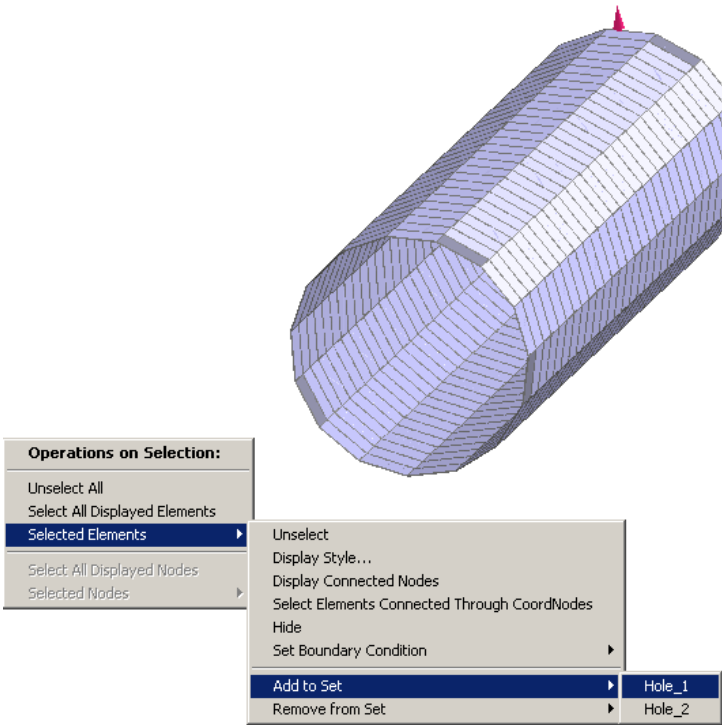 Operations on Selection:
Unselect All
Select All Displayed Elements
Selected Elements
Select All Displayed Nodes
Selected Nodes
Unselect
Display Style...
Display Connected Nodes
Select Elements Connected Through CoordNodes
Hide
Set Boundary Condition
Add to Set
Remove from Set
Hole_1
Hole_2